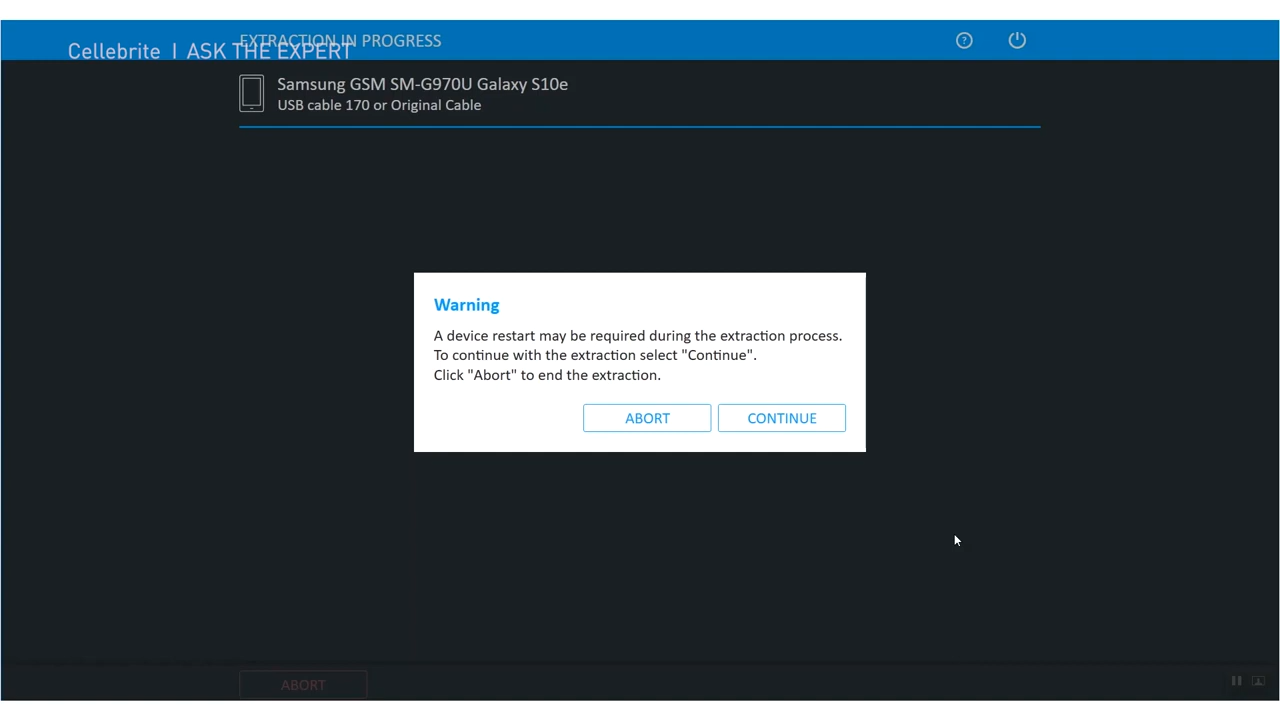 EXTRACTION IN PROGRESS
Cellebrite | ASK THE EXPERT
?
Samsung GSM SM-G970U Galaxy S10e
USB cable 170 or Original Cable
Warning
A device restart may be required during the extraction process.
To continue with the extraction select "Continue".
Click "Abort" to end the extraction.
ABORT CONTINUE
ABORT